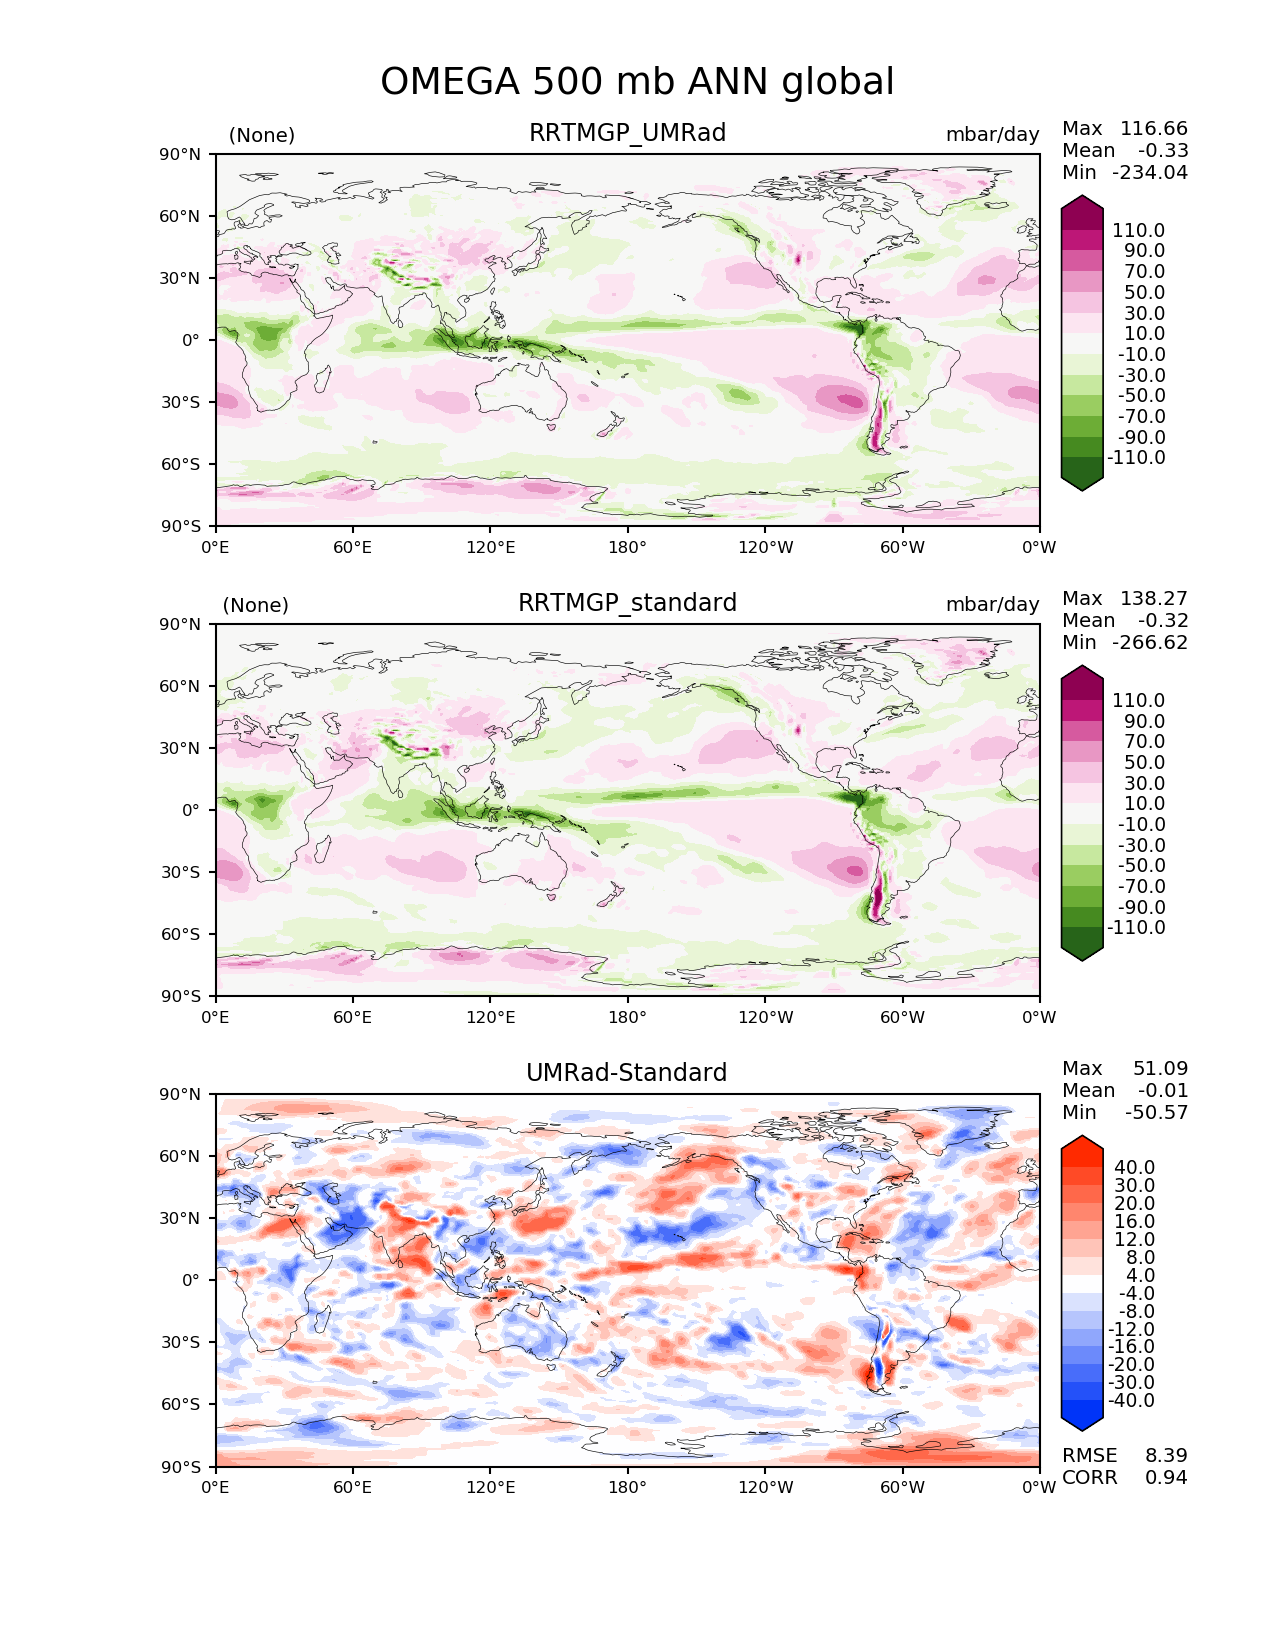 OMEGA 500 mb ANN global
(None) RRTMGP_UMRad mbar/day
Max 116.66
Mean -0.33
Min -234.04
90°N
60°N
30°N
0°
30°S
60°S
90°S
0°E 60°E 120°E 180° 120°W 60°W 0°W
110.0
90.0
70.0
50.0
30.0
10.0
-10.0
-30.0
-50.0
-70.0
-90.0
-110.0
(None) RRTMGP_standard mbar/day
Max 138.27
Mean -0.32
Min -266.62
90°N
60°N
30°N
0°
30°S
60°S
90°S
0°E 60°E 120°E 180° 120°W 60°W 0°W
110.0
90.0
70.0
50.0
30.0
10.0
-10.0
-30.0
-50.0
-70.0
-90.0
-110.0
UMRad-Standard
Max 51.09
Mean -0.01
Min -50.57
90°N
60°N
30°N
0°
30°S
60°S
90°S
0°E 60°E 120°E 180° 120°W 60°W 0°W
40.0
30.0
20.0
16.0
12.0
8.0
4.0
-4.0
-8.0
-12.0
-16.0
-20.0
-30.0
-40.0
RMSE 8.39
CORR 0.94